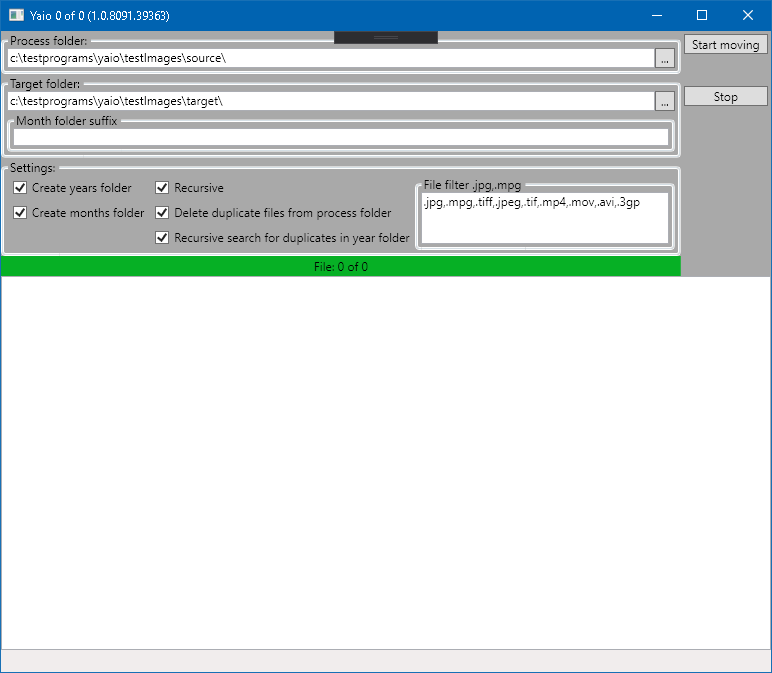 Yaio 0 of 0 (1.0.8091.39363)
Process folder:
c:\testprograms\yaio\testImages\source\
...
Start moving
Target folder:
c:\testprograms\yaio\testImages\target\
...
Stop
Month folder suffix
Settings:
Create years folder
Recursive
File filter .jpg,.mpg
.jpg,.mpg,.tiff,.jpeg,.tif,.mp4,.mov,.avi,.3gp
Create months folder
Delete duplicate files from process folder
Recursive search for duplicates in year folder
File: 0 of 0